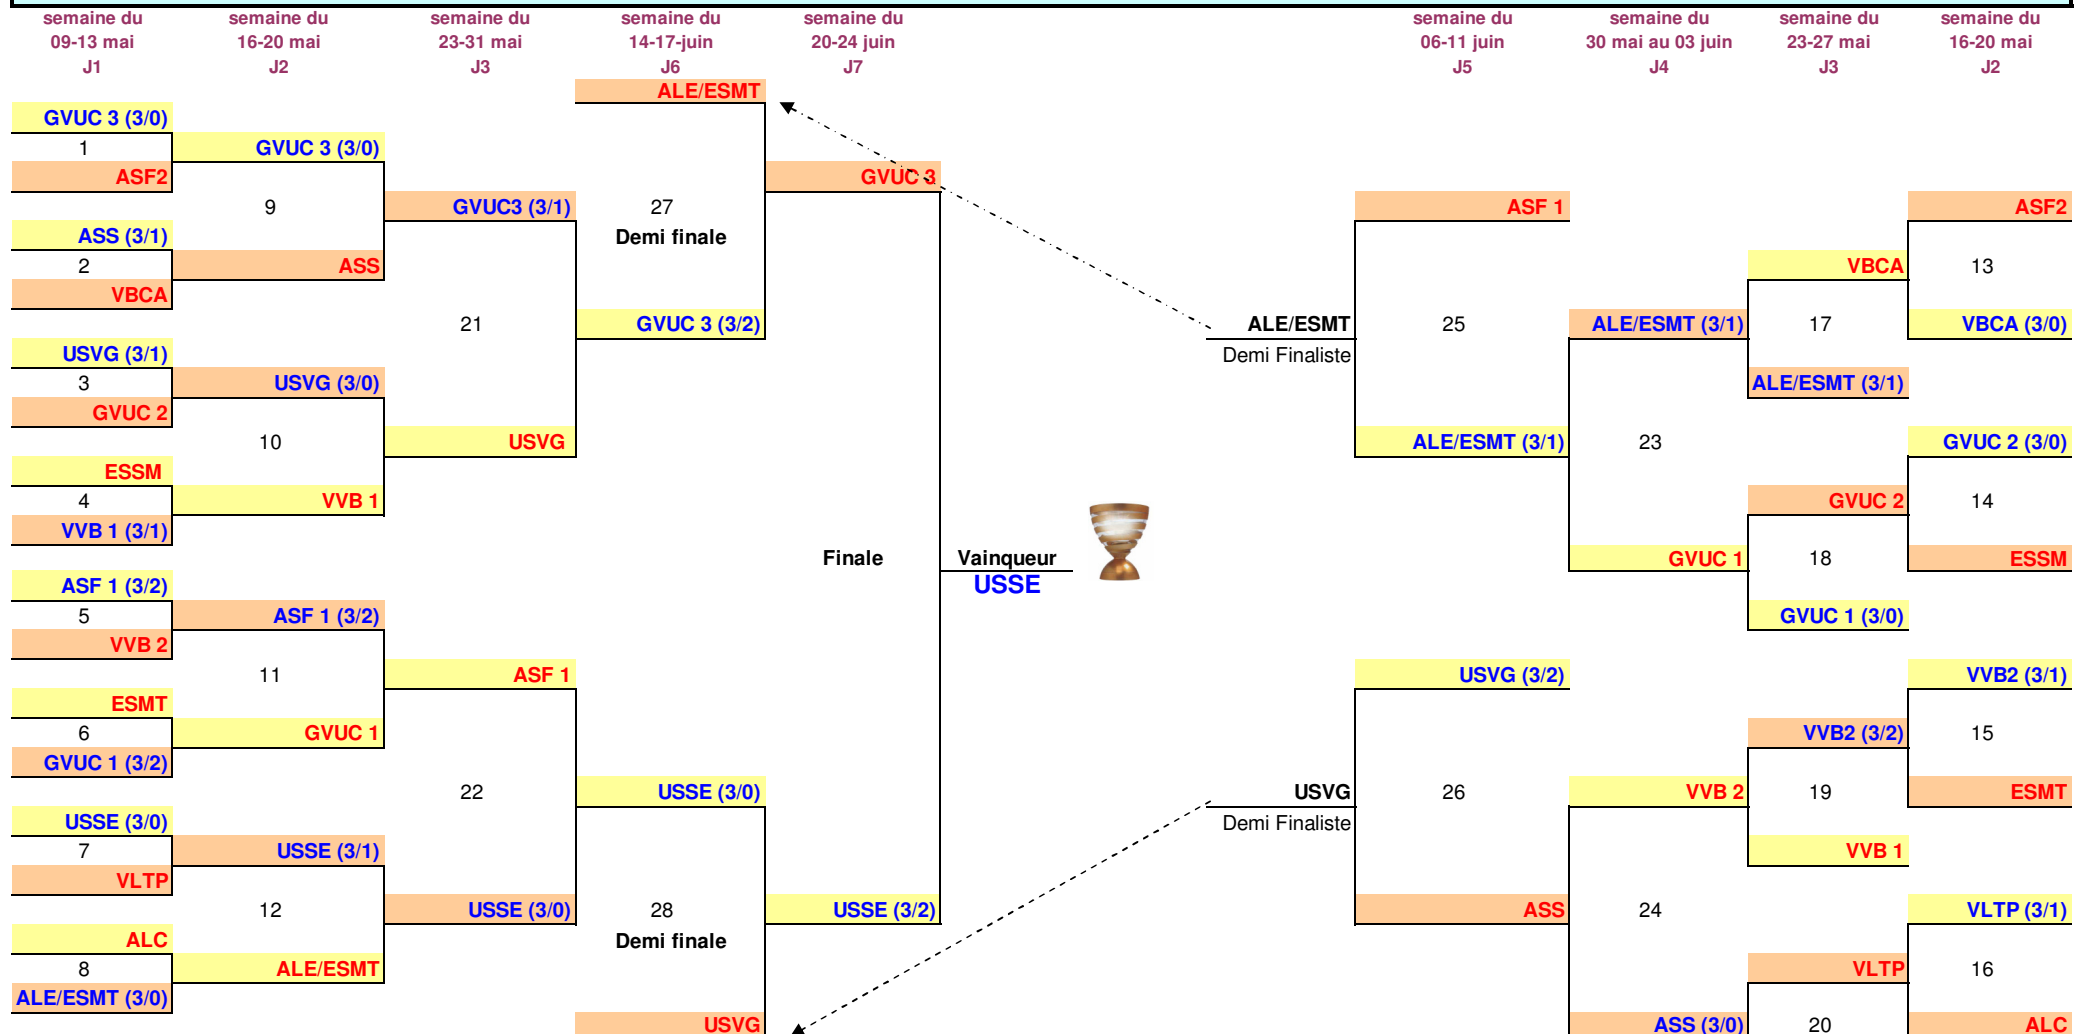 semaine du semaine du semaine du semaine du semaine du semaine du semaine du semaine du semaine du
09-13 mai 16-20 mai 23-31 mai 14-17-juin 20-24 juin 06-11 juin 30 mai au 03 juin 23-27 mai 16-20 mai
J1 J2 J3 J6 J7 J5 J4 J3 J2
ALE/ESMT
GVUC 3 (3/0)
1 GVUC 3 (3/0)
ASF2 GVUC 3
9 GVUC3 (3/1) 27 ASF 1 ASF2
ASS (3/1) Demi finale
2 ASS VBCA 13
VBCA
21 GVUC 3 (3/2) ALE/ESMT 25 ALE/ESMT (3/1) 17 VBCA (3/0)
USVG (3/1) Demi Finaliste
3 USVG (3/0) ALE/ESMT (3/1)
GVUC 2
10 USVG ALE/ESMT (3/1) 23 GVUC 2 (3/0)
ESSM
4 VVB 1 GVUC 2 14
VVB 1 (3/1)
Finale Vainqueur GVUC 1 18 ESSM
ASF 1 (3/2) USSE
5 ASF 1 (3/2) GVUC 1 (3/0)
VVB 2
11 ASF 1 USVG (3/2) VVB2 (3/1)
ESMT
6 GVUC 1 VVB2 (3/2) 15
GVUC 1 (3/2)
22 USSE (3/0) USVG 26 VVB 2 19 ESMT
USSE (3/0) Demi Finaliste
7 USSE (3/1) VVB 1
VLTP
12 USSE (3/0) 28 USSE (3/2) ASS 24 VLTP (3/1)
ALC Demi finale
8 ALE/ESMT VLTP 16
ALE/ESMT (3/0)
USVG ASS (3/0) 20 ALC